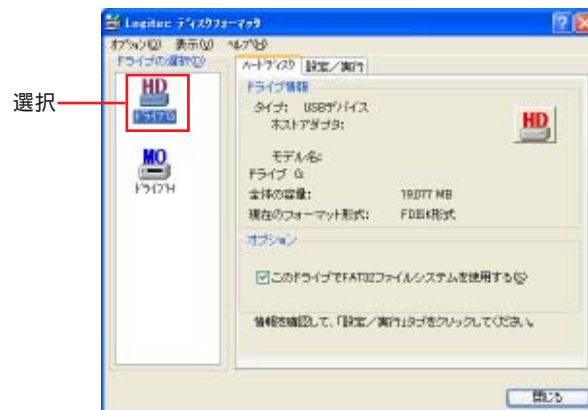 Logitec ディスクフォーマッタ
オプション(O) 表示(V) ヘルプ(H)
ドライブの選択(D)
選択
HD
ドライブG
MO
ドライブH
ハードディスク 設定／実行
ドライブ情報
タイプ: USBデバイス
ホストアダプタ:
HD
モデル名:
ドライブ G:
全体の容量: 19,077 MB
現在のフォーマット形式: FDISK形式
オプション
このドライブでFAT32ファイルシステムを使用する(S)
情報を確認して、「設定／実行」タブをクリックしてください。
閉じる